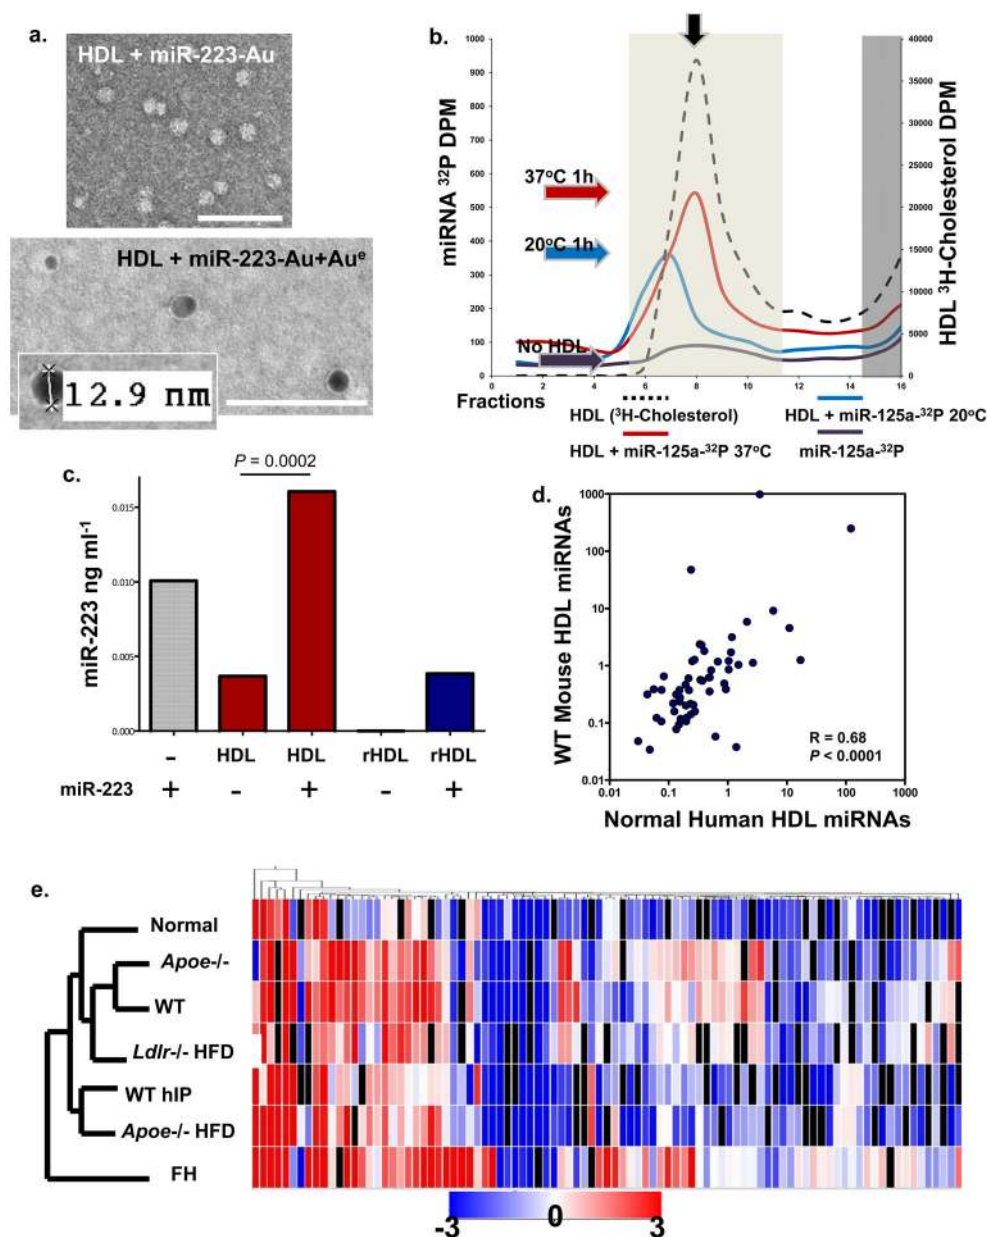 a.
HDL + miR-223-Au
HDL + miR-223-Au+Auᵉ
12.9 nm
b.
miRNA ³²P DPM
1000
900
800
700
600
500
400
300
200
100
0
37ºC 1h
20ºC 1h
No HDL
40000
35000
30000
25000
20000
15000
10000
5000
0
HDL ³H-Cholesterol DPM
0 2 4 6 8 10 12 14 16
Fractions
HDL (³H-Cholesterol)
HDL + miR-125a-³²P 20ºC
HDL + miR-125a-³²P 37ºC
miR-125a-³²P
c.
P = 0.0002
miR-223 ng ml⁻¹
0.015
0.010
0.005
0.000
- HDL HDL rHDL rHDL
miR-223 + - + - +
d.
WT Mouse HDL miRNAs
1000
100
10
1
0.1
0.01
R = 0.68
P < 0.0001
0.01 0.1 1 10 100 1000
Normal Human HDL miRNAs
e.
Normal
Apoe-/-
WT
Ldlr-/- HFD
WT hIP
Apoe-/- HFD
FH
-3 0 3